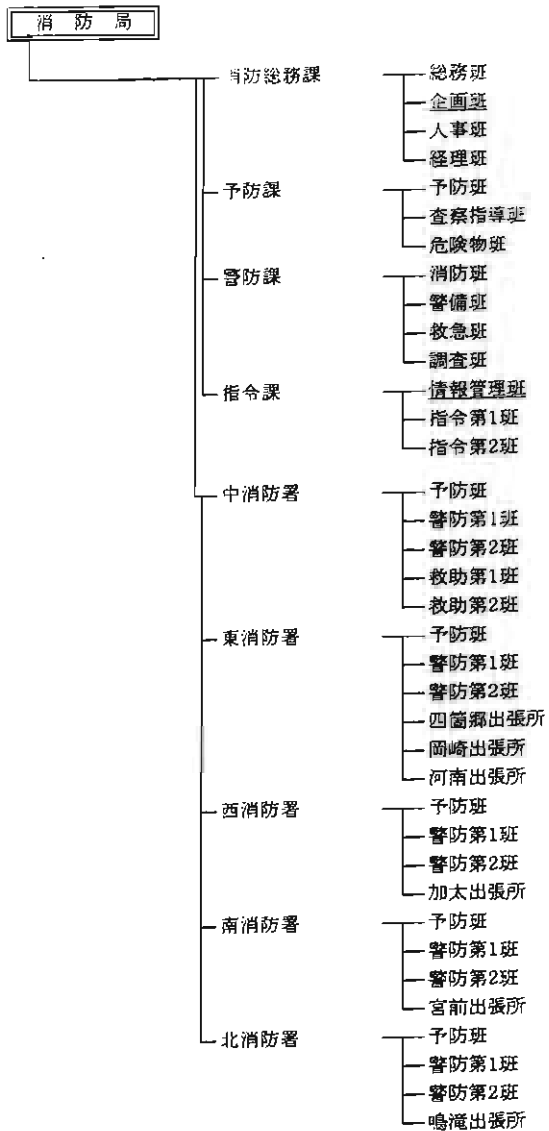 消防局
消防総務課 総務班
企画班
人事班
経理班
予防課 予防班
査察指導班
危険物班
警防課 消防班
警備班
救急班
調査班
指令課 情報管理班
指令第1班
指令第2班
中消防署 予防班
警防第1班
警防第2班
救助第1班
救助第2班
東消防署 予防班
警防第1班
警防第2班
四箇郷出張所
岡崎出張所
河南出張所
西消防署 予防班
警防第1班
警防第2班
加太出張所
南消防署 予防班
警防第1班
警防第2班
宮前出張所
北消防署 予防班
警防第1班
警防第2班
鳴滝出張所